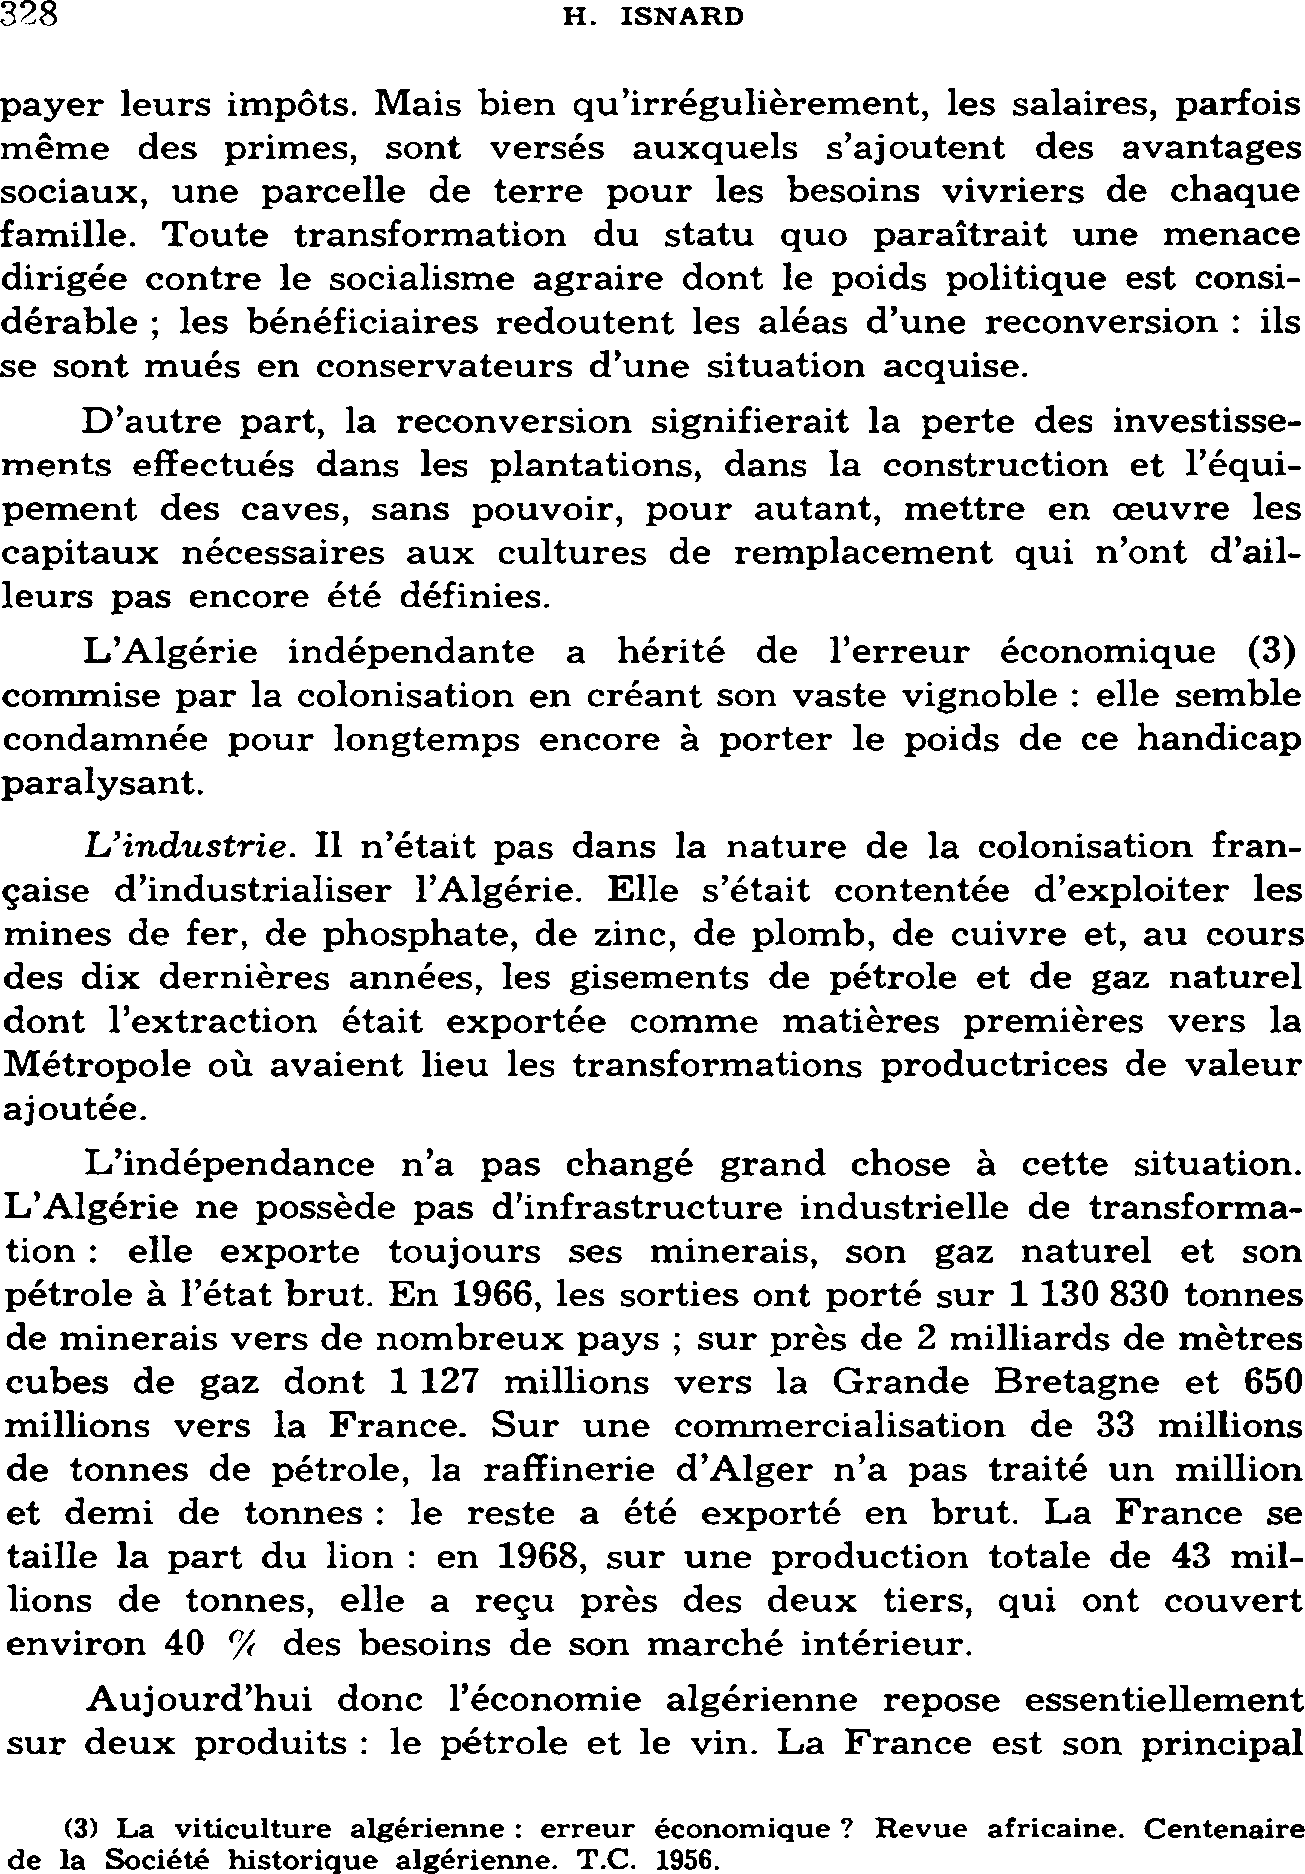 328
H. ISNARD
payer leurs impôts. Mais bien qu'irrégulièrement, les salaires, parfois
même des primes, sont versés auxquels s'ajoutent des avantages
sociaux, une parcelle de terre pour les besoins vivriers de chaque
famille. Toute transformation du statu quo paraîtrait une menace
dirigée contre le socialisme agraire dont le poids politique est consi-
dérable ; les bénéficiaires redoutent les aléas d'une reconversion : ils
se sont mués en conservateurs d'une situation acquise.
D'autre part, la reconversion signifierait la perte des investisse-
ments effectués dans les plantations, dans la construction et l'équi-
pement des caves, sans pouvoir, pour autant, mettre en œuvre les
capitaux nécessaires aux cultures de remplacement qui n'ont d'ail-
leurs pas encore été définies.
L'Algérie indépendante a hérité de l'erreur économique (3)
commise par la colonisation en créant son vaste vignoble : elle semble
condamnée pour longtemps encore à porter le poids de ce handicap
paralysant.
L'industrie. Il n'était pas dans la nature de la colonisation fran-
çaise d'industrialiser l'Algérie. Elle s'était contentée d'exploiter les
mines de fer, de phosphate, de zinc, de plomb, de cuivre et, au cours
des dix dernières années, les gisements de pétrole et de gaz naturel
dont l'extraction était exportée comme matières premières vers la
Métropole où avaient lieu les transformations productrices de valeur
ajoutée.
L'indépendance n'a pas changé grand chose à cette situation.
L'Algérie ne possède pas d'infrastructure industrielle de transforma-
tion : elle exporte toujours ses minerais, son gaz naturel et son
pétrole à l'état brut. En 1966, les sorties ont porté sur 1 130 830 tonnes
de minerais vers de nombreux pays ; sur près de 2 milliards de mètres
cubes de gaz dont 1 127 millions vers la Grande Bretagne et 650
millions vers la France. Sur une commercialisation de 33 millions
de tonnes de pétrole, la raffinerie d'Alger n'a pas traité un million
et demi de tonnes : le reste a été exporté en brut. La France se
taille la part du lion : en 1968, sur une production totale de 43 mil-
lions de tonnes, elle a reçu près des deux tiers, qui ont couvert
environ 40 % des besoins de son marché intérieur.
Aujourd'hui donc l'économie algérienne repose essentiellement
sur deux produits : le pétrole et le vin. La France est son principal
(3) La viticulture algérienne : erreur économique ? Revue africaine. Centenaire
de la Société historique algérienne. T.C. 1956.